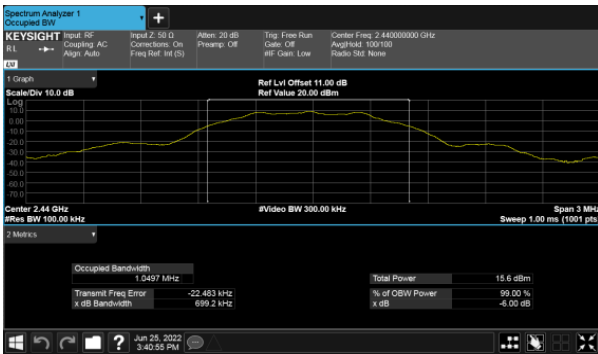 Spectrum Analyzer 1
Occupied BW
+
KEYSIGHT
RL
Input: RF
Coupling: AC
Align: Auto
Input Z: 50 Ω
Corrections: On
Freq Ref: Int (S)
Atten: 20 dB
Preamp: Off
Trig: Free Run
Gate: Off
#IF Gain: Low
Center Freq: 2.440000000 GHz
Avg|Hold: 100/100
Radio Std: None
LXI
1 Graph
Scale/Div 10.0 dB
Ref Lvl Offset 11.00 dB
Ref Value 20.00 dBm
Log
10.0
0.00
-10.0
-20.0
-30.0
-40.0
-50.0
-60.0
-70.0
Center 2.44 GHz
#Res BW 100.00 kHz
#Video BW 300.00 kHz
Span 3 MHz
Sweep 1.00 ms (1001 pts
2 Metrics
Occupied Bandwidth
1.0497 MHz
Transmit Freq Error -22.483 kHz
x dB Bandwidth 699.2 kHz
Total Power 15.6 dBm
% of OBW Power 99.00 %
x dB -6.00 dB
?
Jun 25, 2022
3:40:55 PM